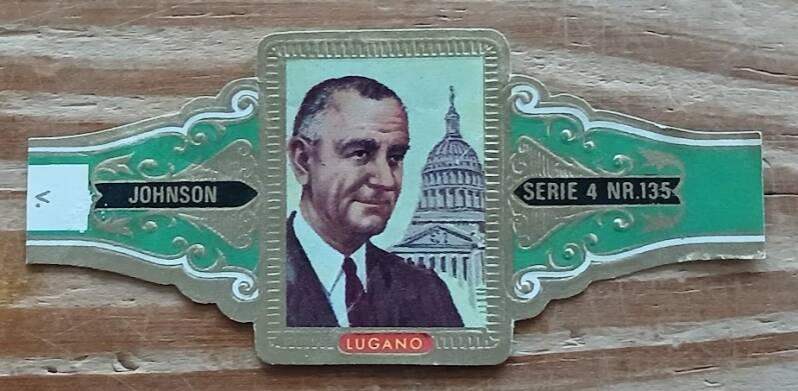 V.
JOHNSON
SERIE 4 NR.135
LUGANO